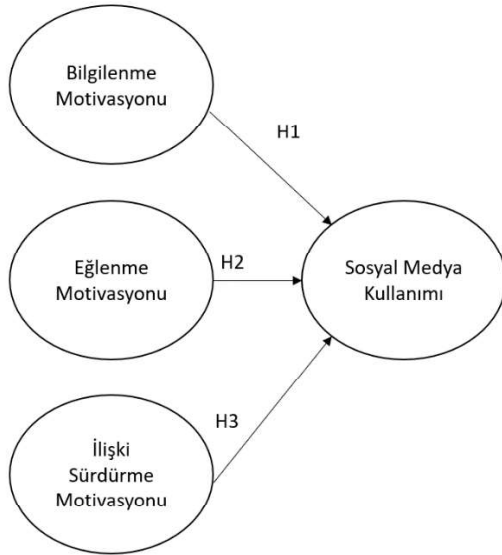 Bilgilenme
Motivasyonu
H1
Eğlenme
Motivasyonu
H2
Sosyal Medya
Kullanımı
H3
İlişki
Sürdürme
Motivasyonu